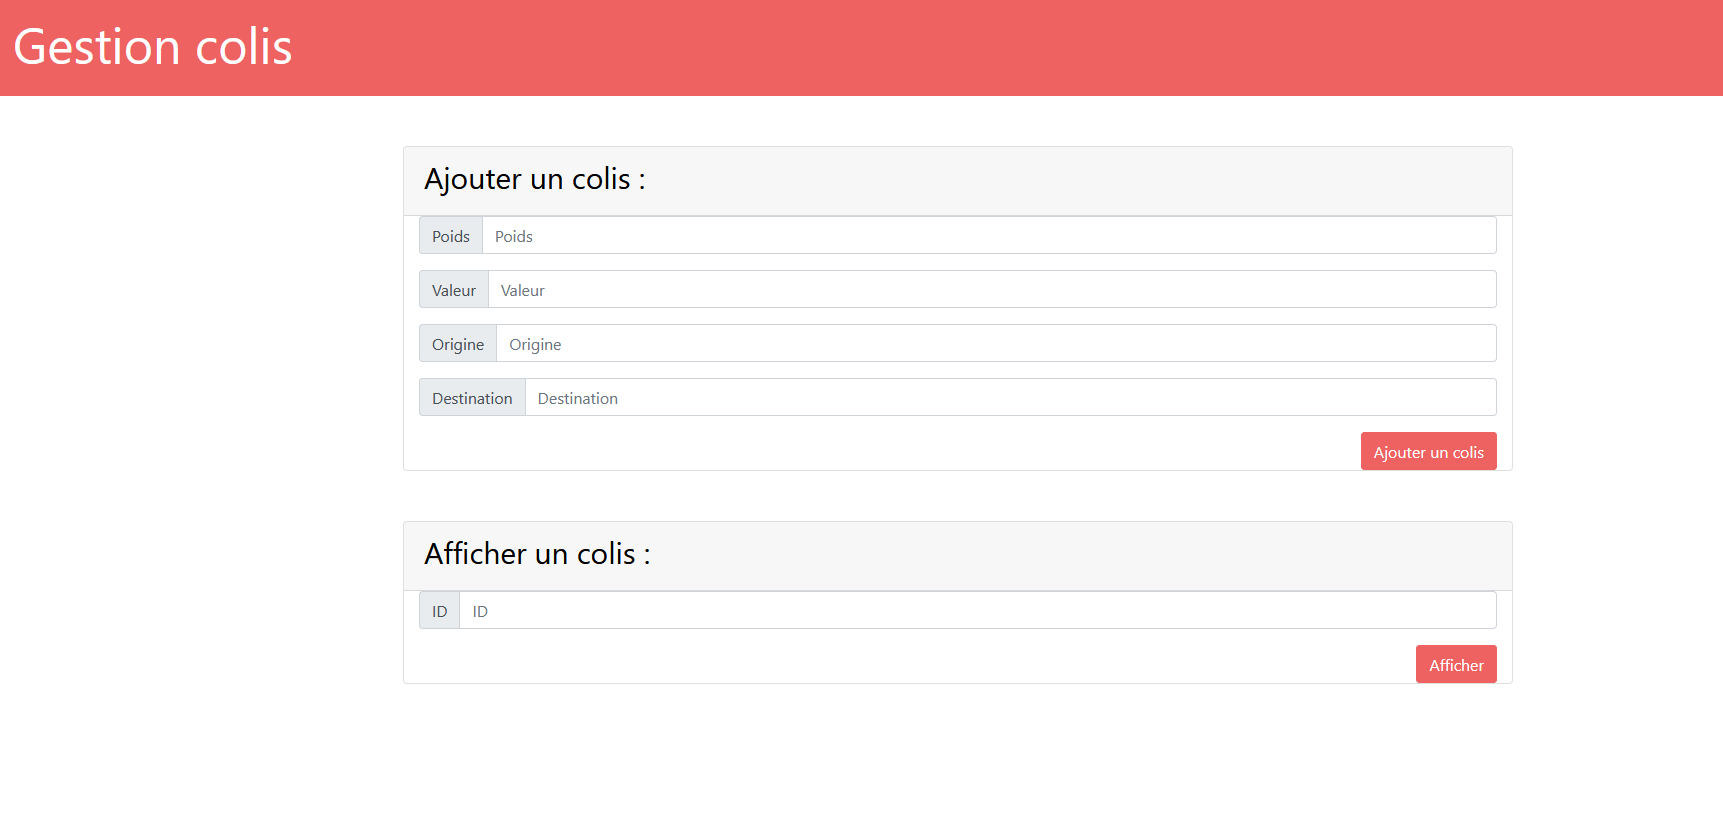 Gestion colis
Ajouter un colis :
Poids Poids
Valeur Valeur
Origine Origine
Destination Destination
Ajouter un colis
Afficher un colis :
ID ID
Afficher